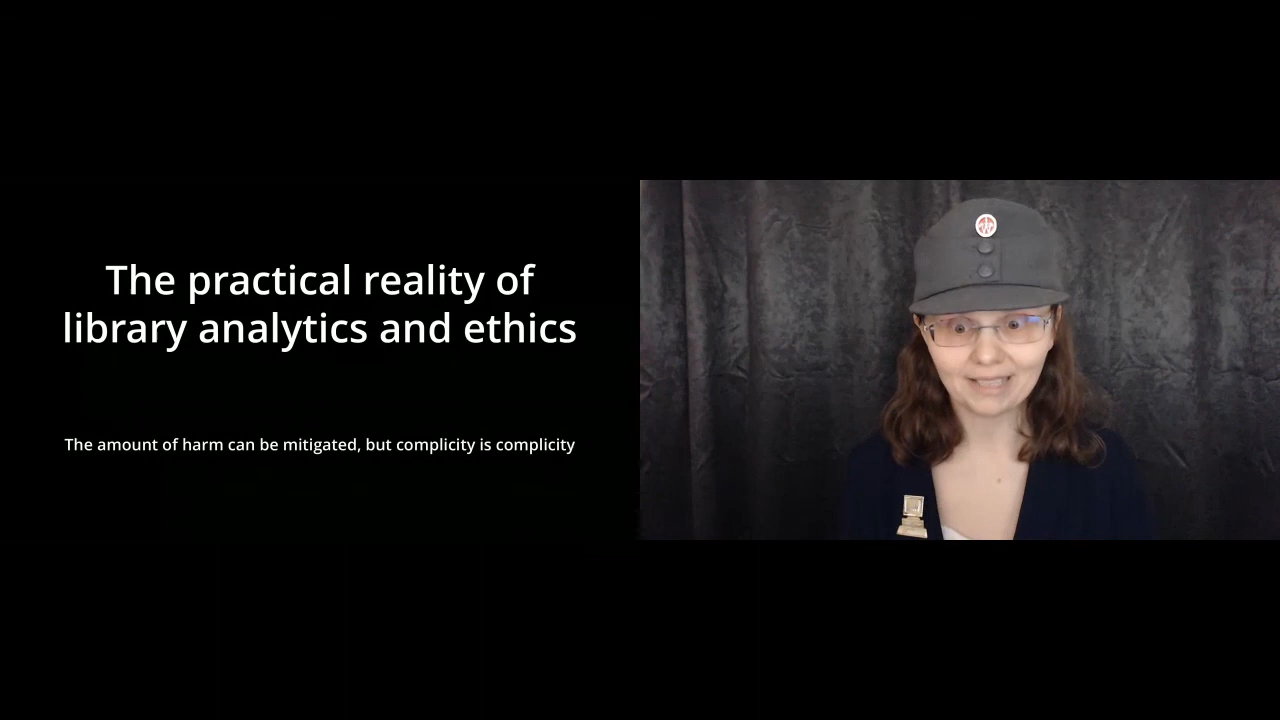 The practical reality of
library analytics and ethics
The amount of harm can be mitigated, but complicity is complicity